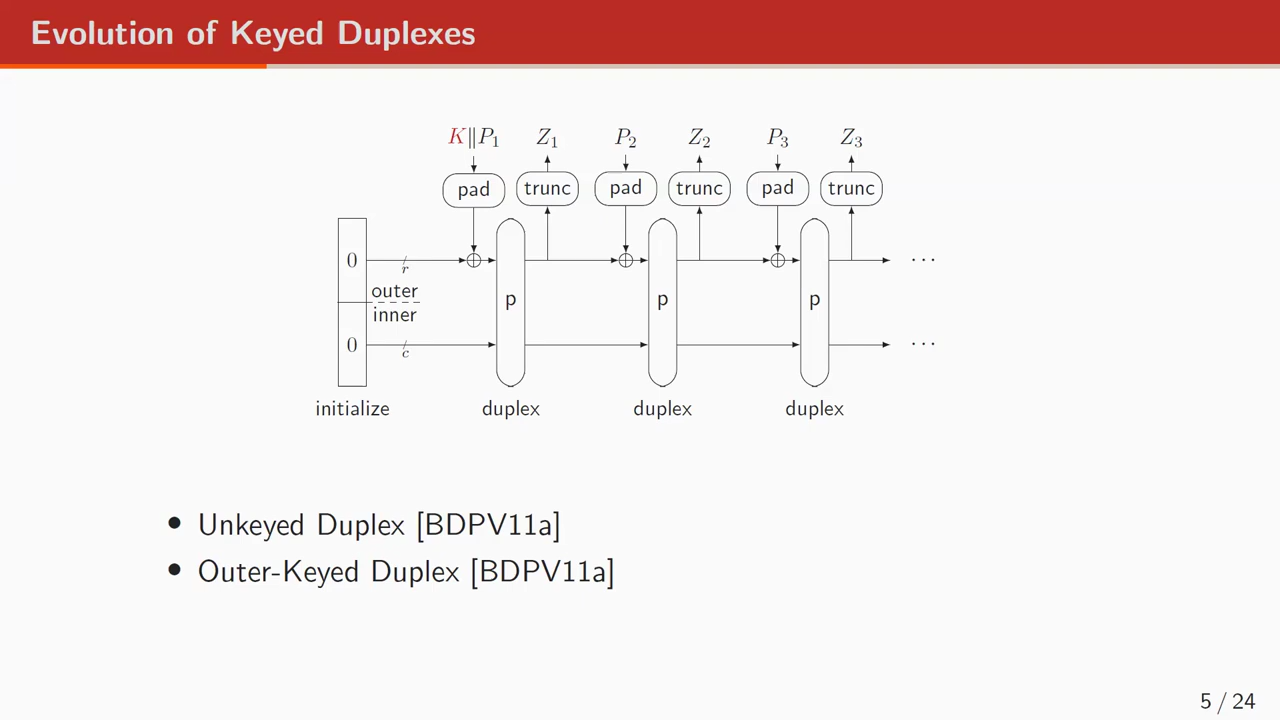 Evolution of Keyed Duplexes
K∥P₁ Z₁ P₂ Z₂ P₃ Z₃
pad trunc pad trunc pad trunc
0 r ···
outer
p p p
inner
0 c ···
initialize duplex duplex duplex
• Unkeyed Duplex [BDPV11a]
• Outer-Keyed Duplex [BDPV11a]
5 / 24